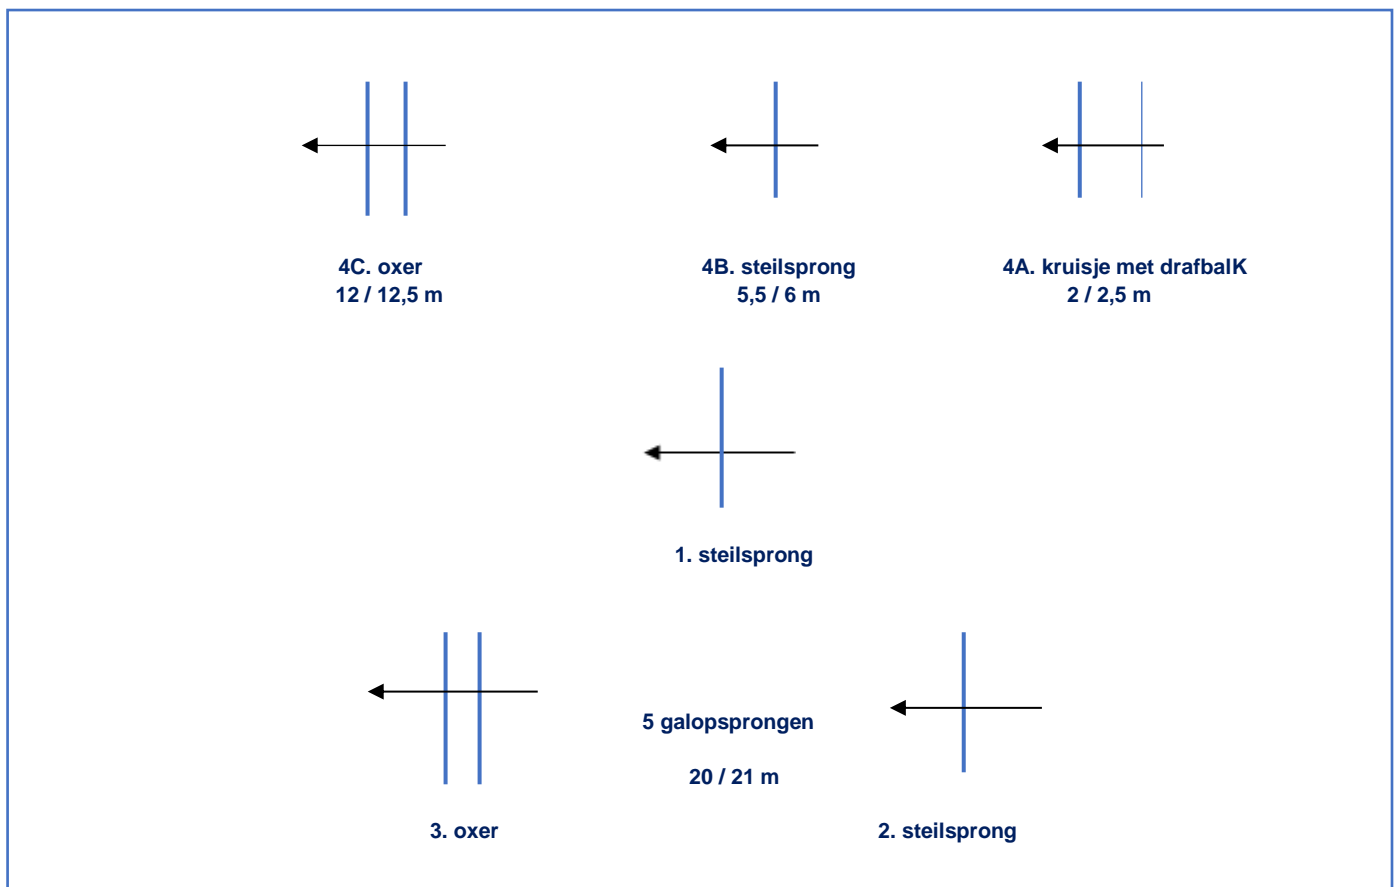 4C. oxer
12 / 12,5 m
4B. steilsprong
5,5 / 6 m
4A. kruisje met drafbalK
2 / 2,5 m
1. steilsprong
5 galopsprongen
20 / 21 m
3. oxer
2. steilsprong